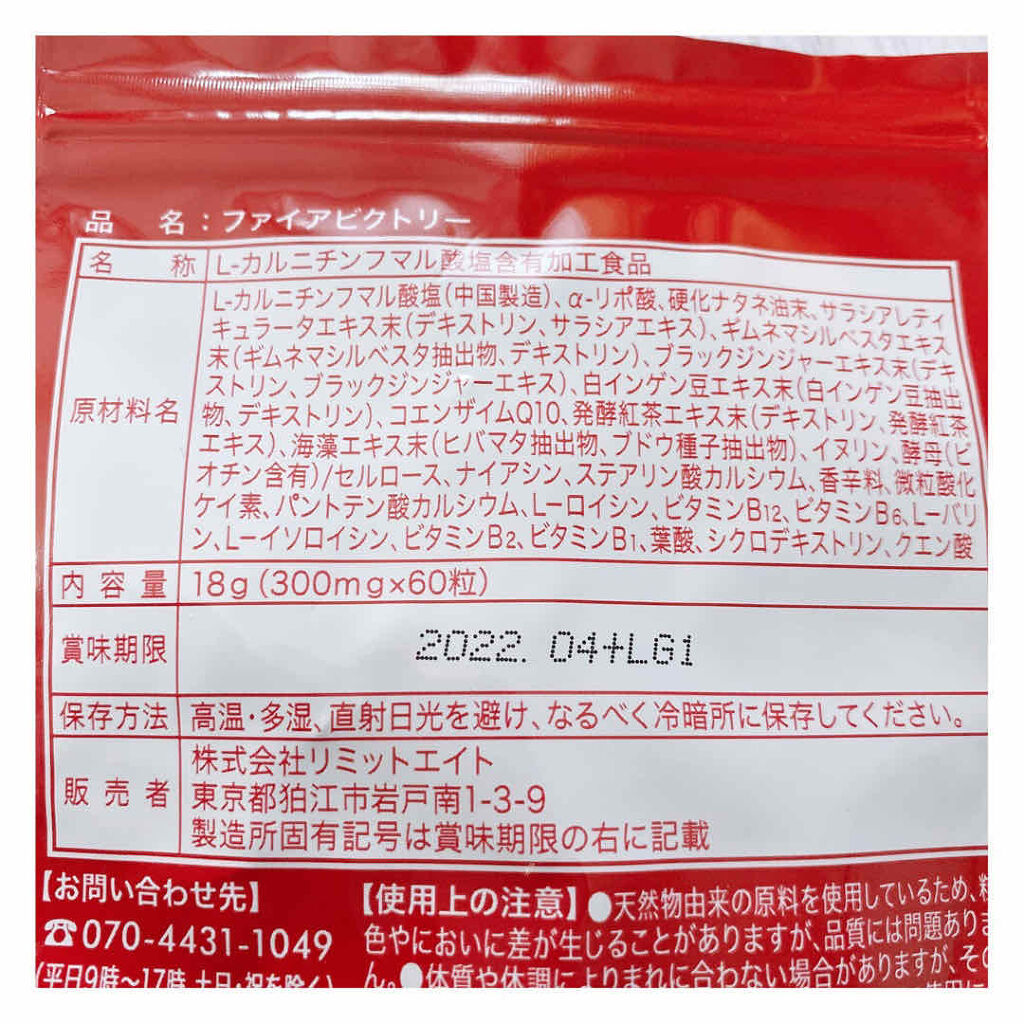 品 名：ファイアビクトリー
名 称 L-カルニチンフマル酸塩含有加工食品
原材料名 L-カルニチンフマル酸塩(中国製造)、α-リポ酸、硬化ナタネ油末、サラシアレティ
キュラータエキス末(デキストリン、サラシアエキス)、ギムネマシルベスタエキス
末(ギムネマシルベスタ抽出物、デキストリン)、ブラックジンジャーエキス末(デキ
ストリン、ブラックジンジャーエキス)、白インゲン豆エキス末(白インゲン豆抽出
物、デキストリン)、コエンザイムQ10、発酵紅茶エキス末(デキストリン、発酵紅茶
エキス)、海藻エキス末(ヒバマタ抽出物、ブドウ種子抽出物)、イヌリン、酵母(ビ
オチン含有)/セルロース、ナイアシン、ステアリン酸カルシウム、香辛料、微粒酸化
ケイ素、パントテン酸カルシウム、L-ロイシン、ビタミンB12、ビタミンB6、L-バリ
ン、L-イソロイシン、ビタミンB2、ビタミンB1、葉酸、シクロデキストリン、クエン酸
内容量 18g(300mg×60粒)
賞味期限 2022. 04+LG1
保存方法 高温・多湿、直射日光を避け、なるべく冷暗所に保存してください。
販売者 株式会社リミットエイト
東京都狛江市岩戸南1-3-9
製造所固有記号は賞味期限の右に記載
【お問い合わせ先】
☎070-4431-1049
(平日9時〜17時 土日・祝を除く)
【使用上の注意】●天然物由来の原料を使用しているため、
色やにおいに差が生じることがありますが、品質には問題ありま
ん。●体質や体調によりまれに合わない場合がありますが、その